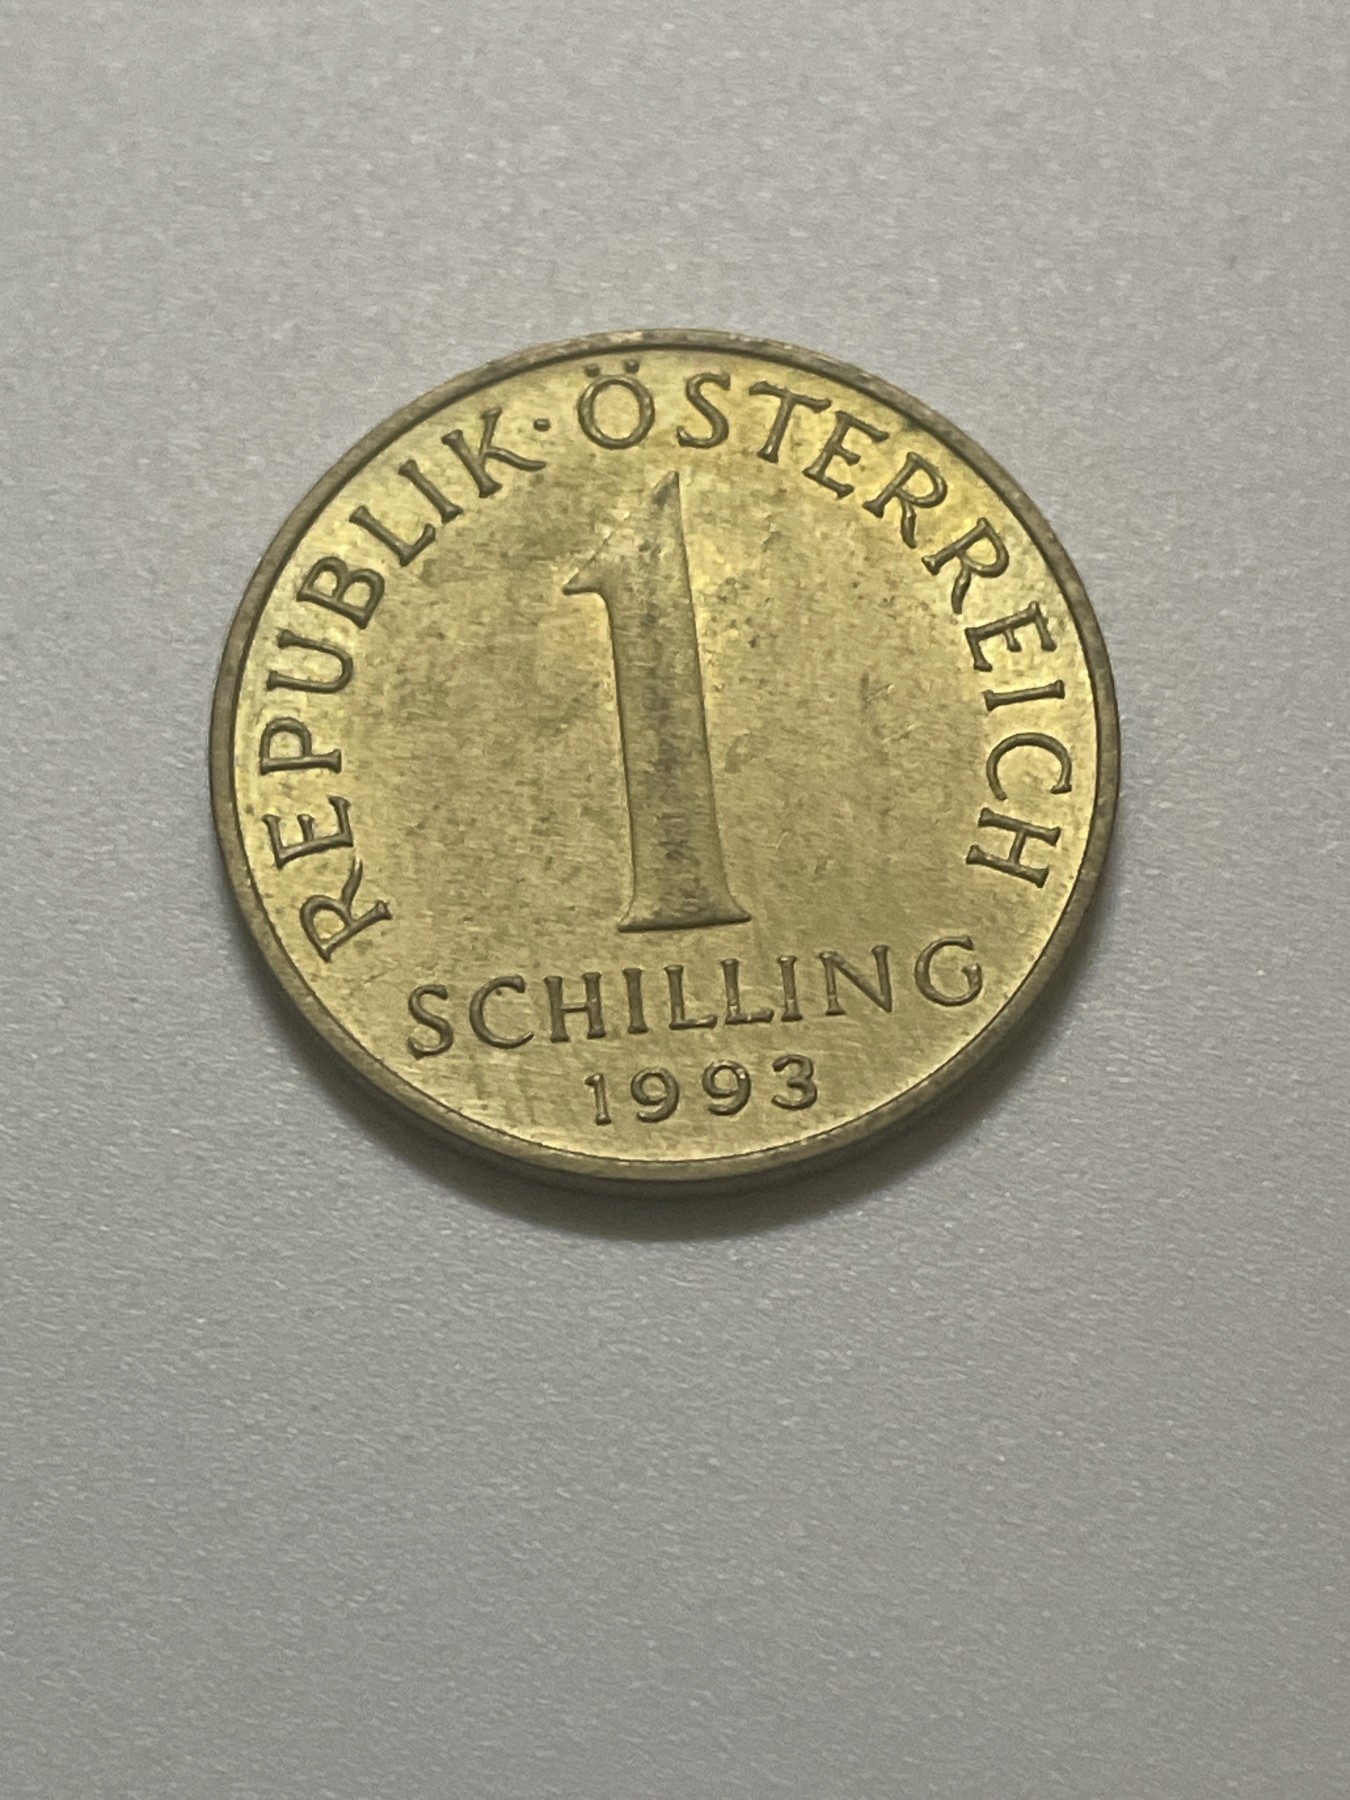 REPUBLIK·ÖSTERREICH
1
SCHILLING
1993